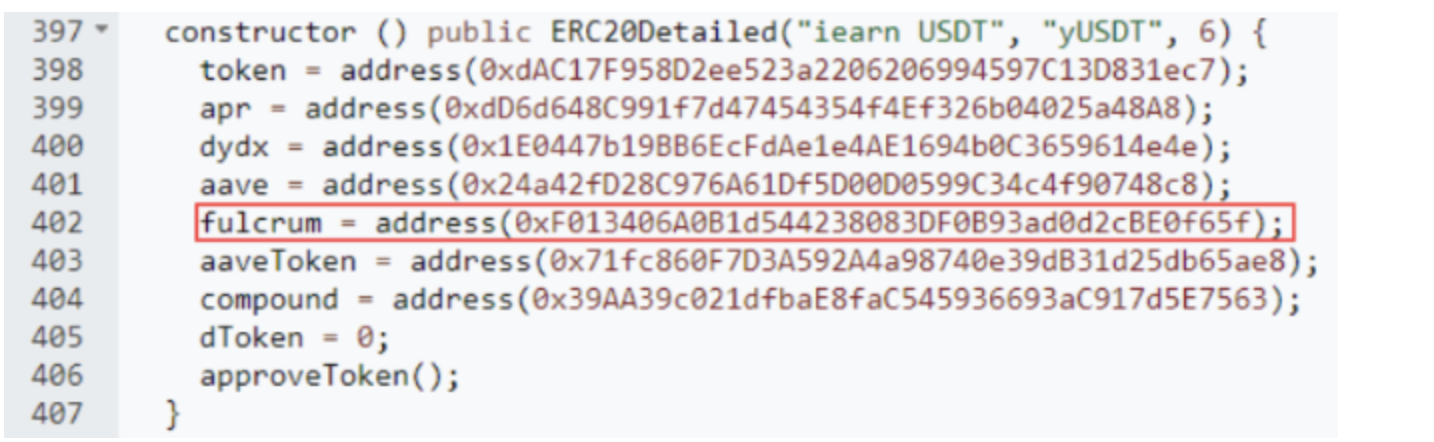 397 constructor () public ERC20Detailed("iearn USDT", "yUSDT", 6) {
398 token = address(0xdAC17F958D2ee523a2206206994597C13D831ec7);
399 apr = address(0xdD6d648C991f7d47454354f4Ef326b04025a48A8);
400 dydx = address(0x1E0447b19BB6EcFdAe1e4AE1694b0C3659614e4e);
401 aave = address(0x24a42fD28C976A61Df5D00D0599C34c4f90748c8);
402 fulcrum = address(0xF013406A0B1d544238083DF0B93ad0d2cBE0f65f);
403 aaveToken = address(0x71fc860F7D3A592A4a98740e39dB31d25db65ae8);
404 compound = address(0x39AA39c021dfbaE8faC545936693aC917d5E7563);
405 dToken = 0;
406 approveToken();
407 }